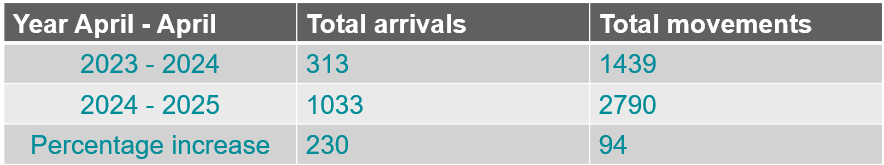 Year April - April Total arrivals Total movements
2023 - 2024 313 1439
2024 - 2025 1033 2790
Percentage increase 230 94